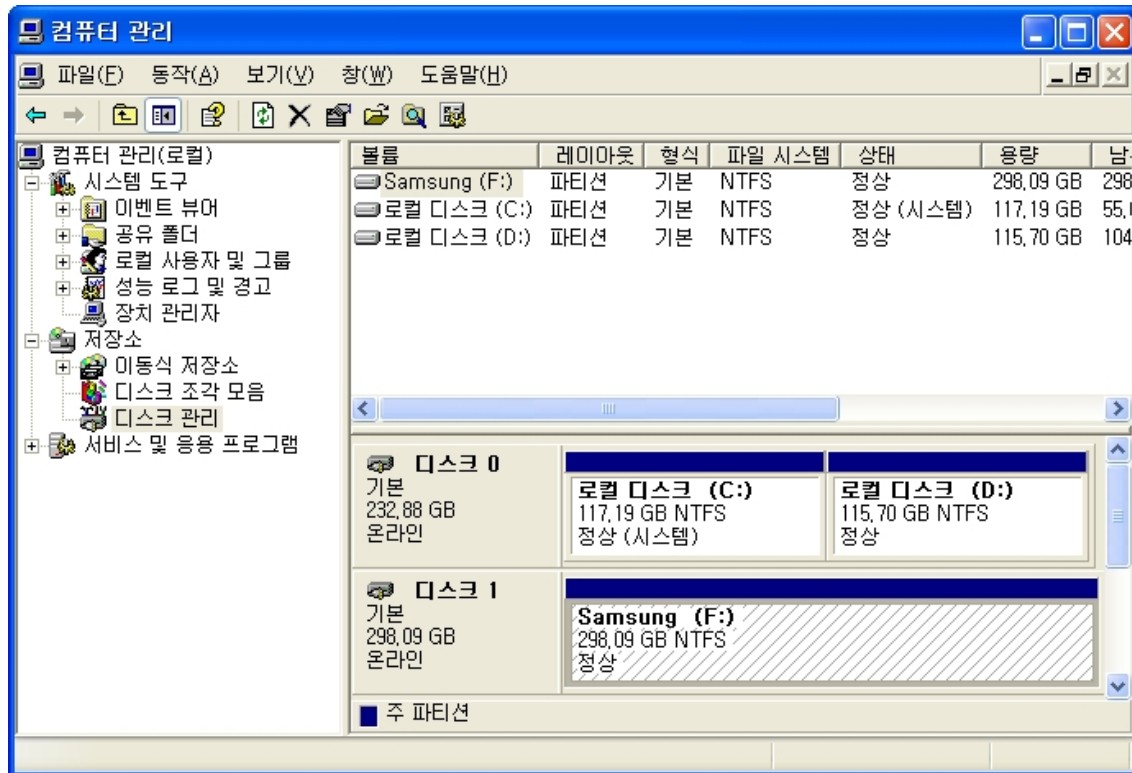 컴퓨터 관리
파일(F) 동작(A) 보기(V) 창(W) 도움말(H)
컴퓨터 관리(로컬)
시스템 도구
이벤트 뷰어
공유 폴더
로컬 사용자 및 그룹
성능 로그 및 경고
장치 관리자
저장소
이동식 저장소
디스크 조각 모음
디스크 관리
서비스 및 응용 프로그램
볼륨 레이아웃 형식 파일 시스템 상태 용량
Samsung (F:) 파티션 기본 NTFS 정상 298,09 GB 298
로컬 디스크 (C:) 파티션 기본 NTFS 정상 (시스템) 117,19 GB 55,
로컬 디스크 (D:) 파티션 기본 NTFS 정상 115,70 GB 104
디스크 0
기본
232,88 GB
온라인
로컬 디스크 (C:)
117,19 GB NTFS
정상 (시스템)
로컬 디스크 (D:)
115,70 GB NTFS
정상
디스크 1
기본
298,09 GB
온라인
Samsung (F:)
298,09 GB NTFS
정상
주 파티션